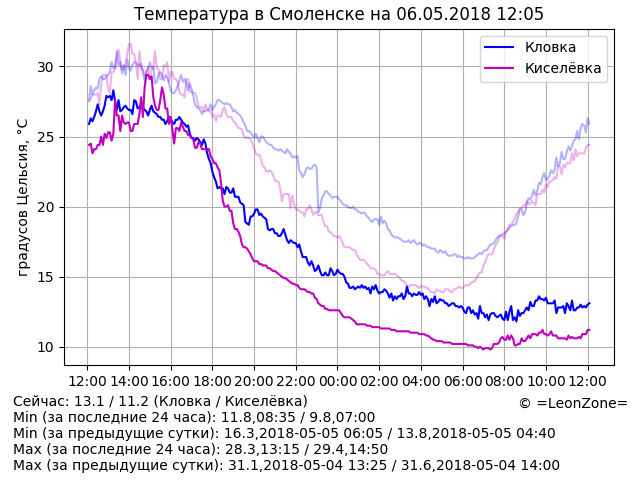 Температура в Смоленске на 06.05.2018 12:05
Кловка
Киселёвка
градусов Цельсия, °C
30
25
20
15
10
12:00 14:00 16:00 18:00 20:00 22:00 00:00 02:00 04:00 06:00 08:00 10:00 12:00
Сейчас: 13.1 / 11.2 (Кловка / Киселёвка)
© =LeonZone=
Min (за последние 24 часа): 11.8,08:35 / 9.8,07:00
Min (за предыдущие сутки): 16.3,2018-05-05 06:05 / 13.8,2018-05-05 04:40
Max (за последние 24 часа): 28.3,13:15 / 29.4,14:50
Max (за предыдущие сутки): 31.1,2018-05-04 13:25 / 31.6,2018-05-04 14:00